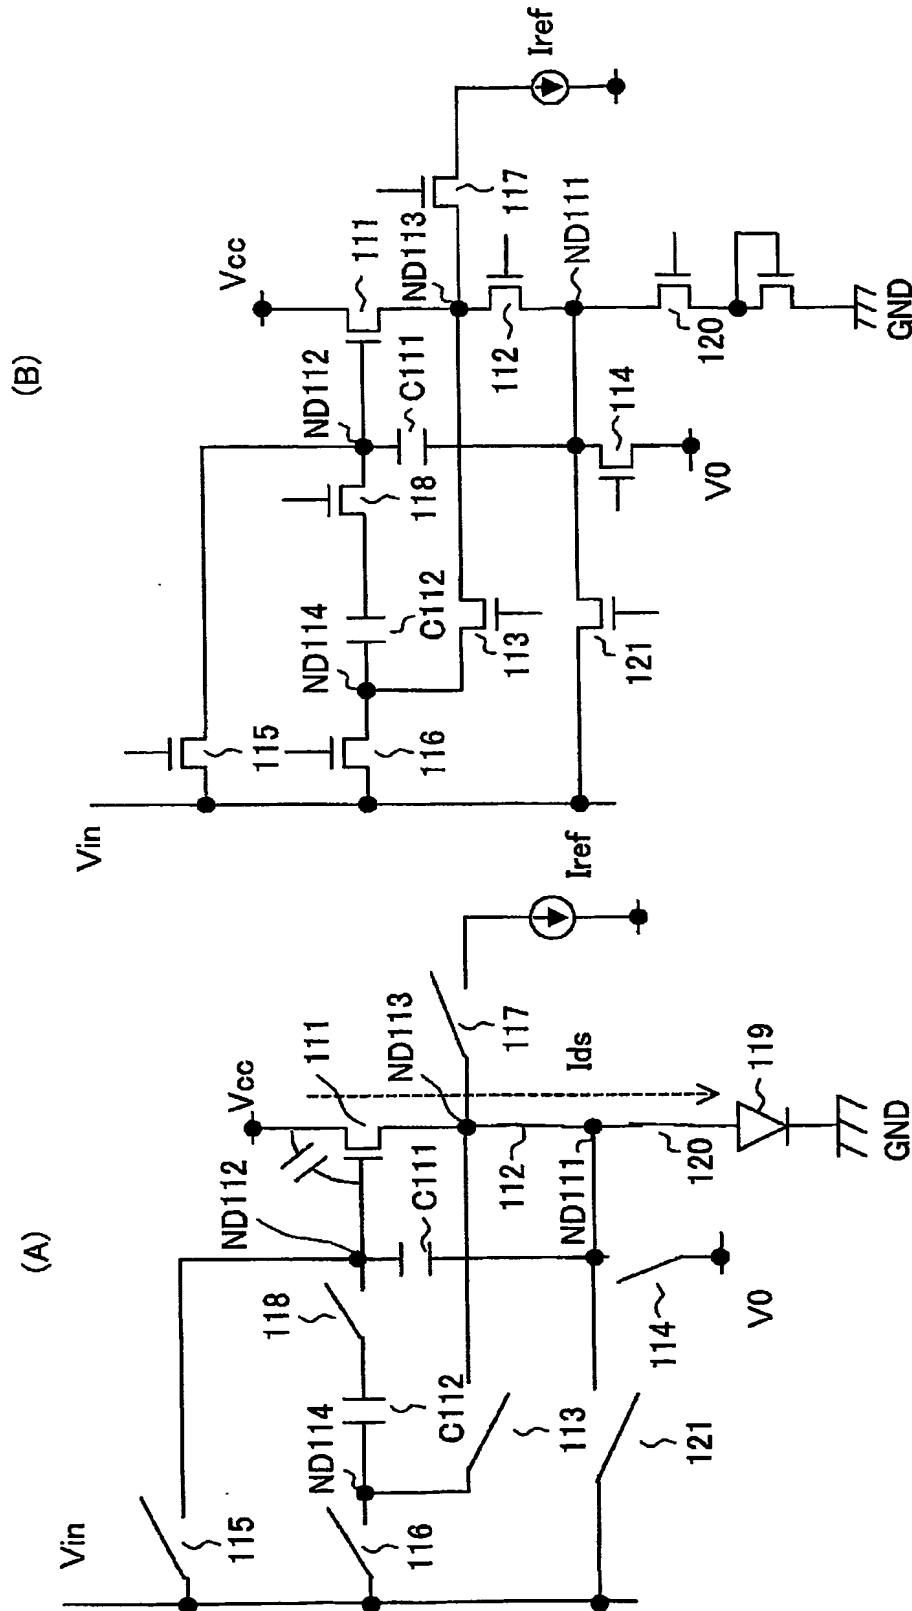 (A)
Vin
115
116
ND114
C112
118
ND112
C111
Vcc
111
ND113
117
Iref
113
121
114
V0
112
ND111
Ids
120
119
GND
(B)
Vin
115
116
ND114
C112
118
ND112
C111
Vcc
111
ND113
117
Iref
113
121
114
V0
112
ND111
120
GND